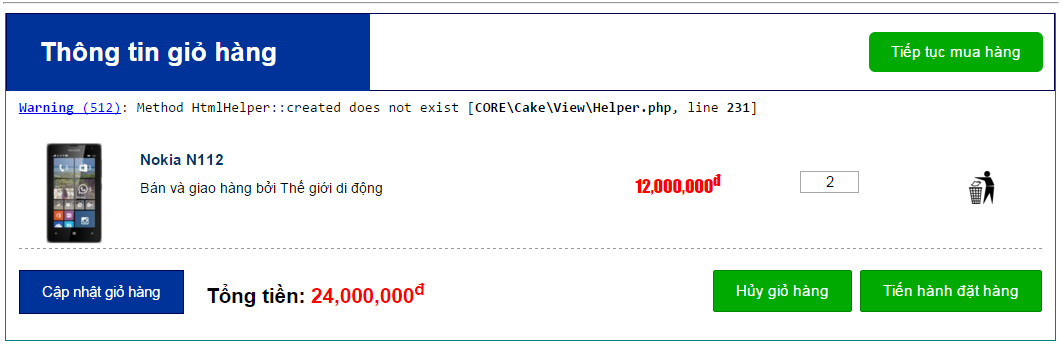 Thông tin giỏ hàng
Tiếp tục mua hàng
Warning (512): Method HtmlHelper::created does not exist [CORE\Cake\View\Helper.php, line 231]
Nokia N112
Bán và giao hàng bởi Thế giới di động
12,000,000đ
2
Cập nhật giỏ hàng
Tổng tiền: 24,000,000đ
Hủy giỏ hàng
Tiến hành đặt hàng